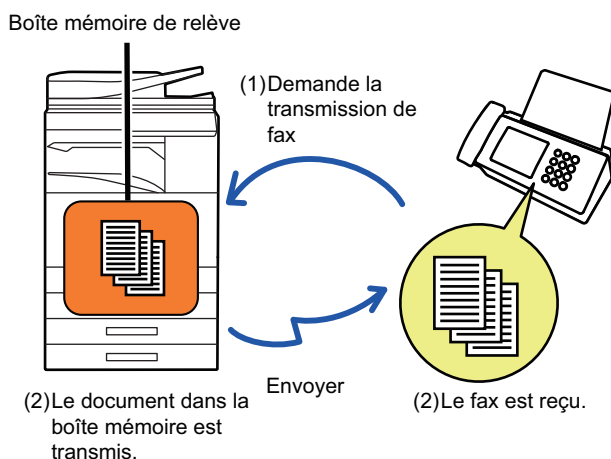 Boîte mémoire de relève
(1)Demande la
transmission de
fax
Envoyer
(2)Le document dans la
boîte mémoire est
transmis.
(2)Le fax est reçu.